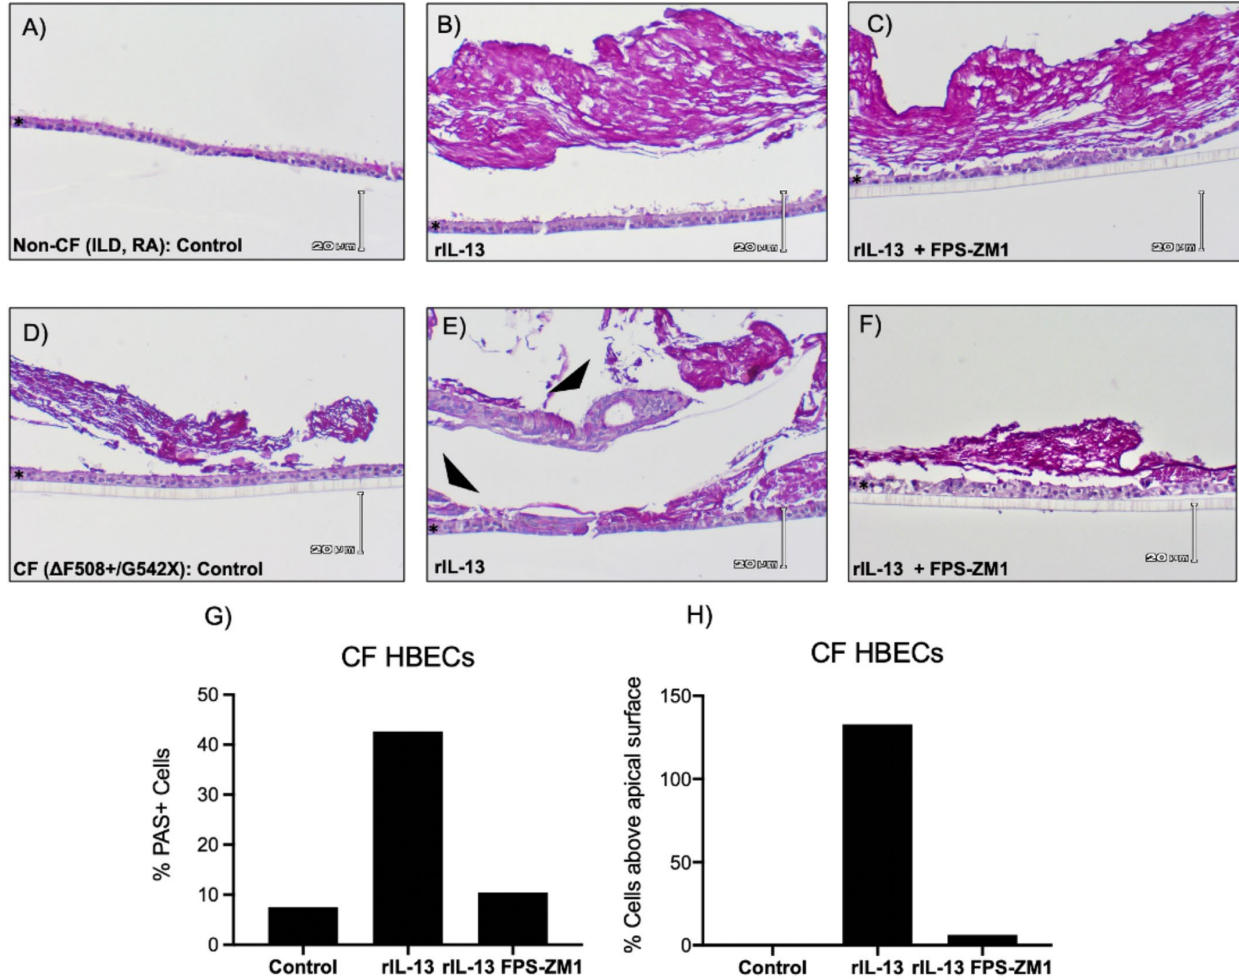 A)
*
20 µm
Non-CF (ILD, RA): Control
B)
*
20 µm
rIL-13
C)
*
20 µm
rIL-13 + FPS-ZM1
D)
*
20 µm
CF (ΔF508+/G542X): Control
E)
*
20 µm
rIL-13
F)
*
20 µm
rIL-13 + FPS-ZM1
G)
CF HBECs
% PAS+ Cells
50
40
30
20
10
0
Control rIL-13 rIL-13 FPS-ZM1
H)
CF HBECs
% Cells above apical surface
150
100
50
0
Control rIL-13 rIL-13 FPS-ZM1